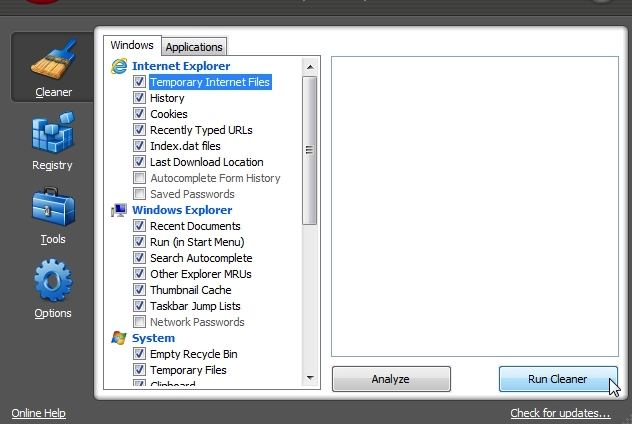 Windows
Applications
Internet Explorer
Temporary Internet Files
History
Cookies
Recently Typed URLs
Index.dat files
Last Download Location
Autocomplete Form History
Saved Passwords
Windows Explorer
Recent Documents
Run (in Start Menu)
Search Autocomplete
Other Explorer MRUs
Thumbnail Cache
Taskbar Jump Lists
Network Passwords
System
Empty Recycle Bin
Temporary Files
Clipboard
Cleaner
Registry
Tools
Options
Analyze
Run Cleaner
Online Help
Check for updates...